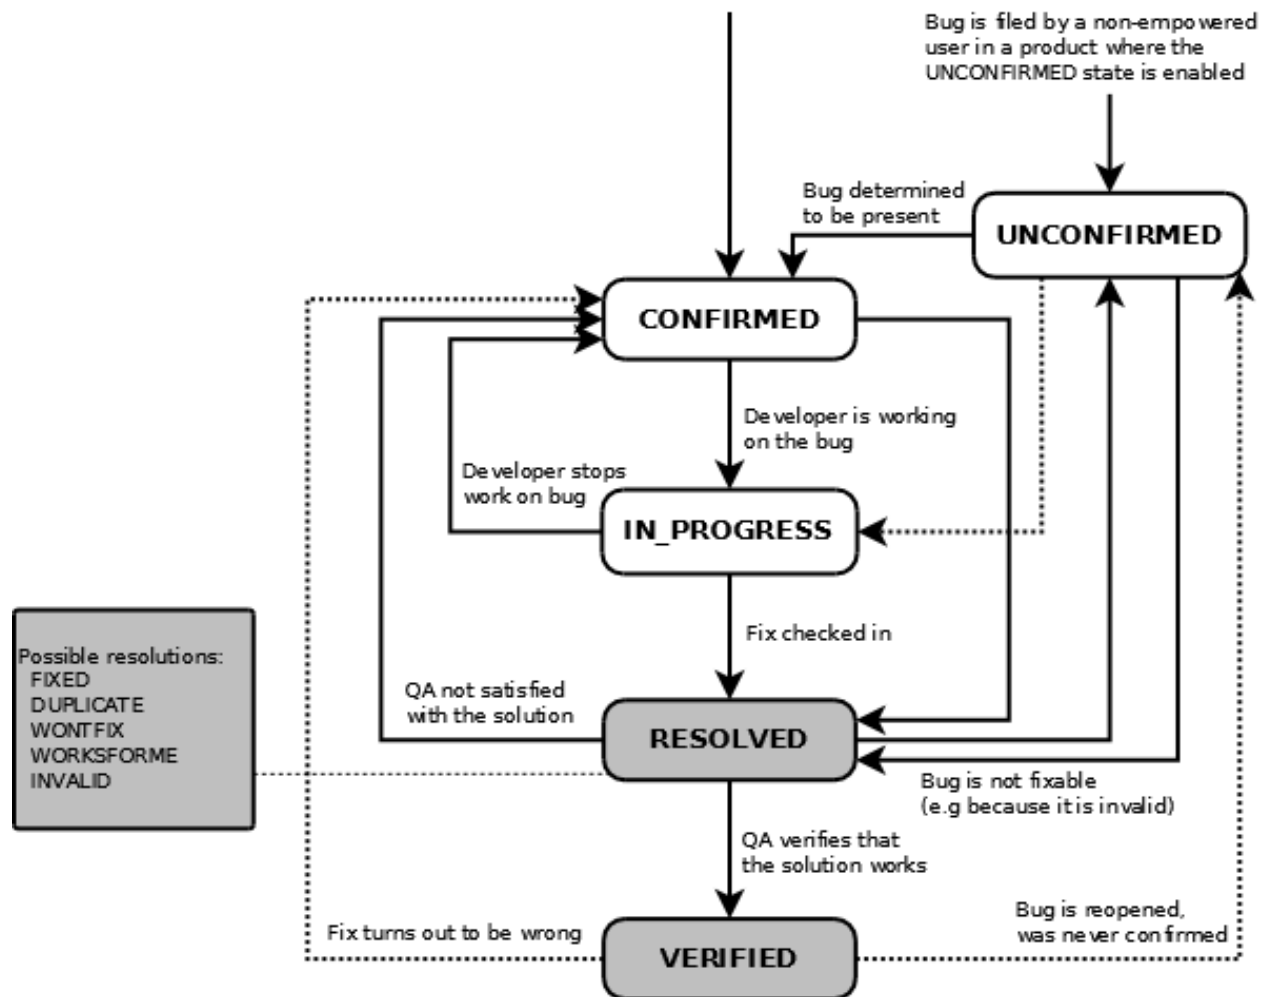 Bug is filed by a non-empowered
user in a product where the
UNCONFIRMED state is enabled
Bug determined
to be present
UNCONFIRMED
CONFIRMED
Developer is working
on the bug
Developer stops
work on bug
IN_PROGRESS
Fix checked in
Possible resolutions:
FIXED
DUPLICATE
WONTFIX
WORKSFORME
INVALID
QA not satisfied
with the solution
RESOLVED
Bug is not fixable
(e.g because it is invalid)
QA verifies that
the solution works
Bug is reopened,
was never confirmed
Fix turns out to be wrong
VERIFIED